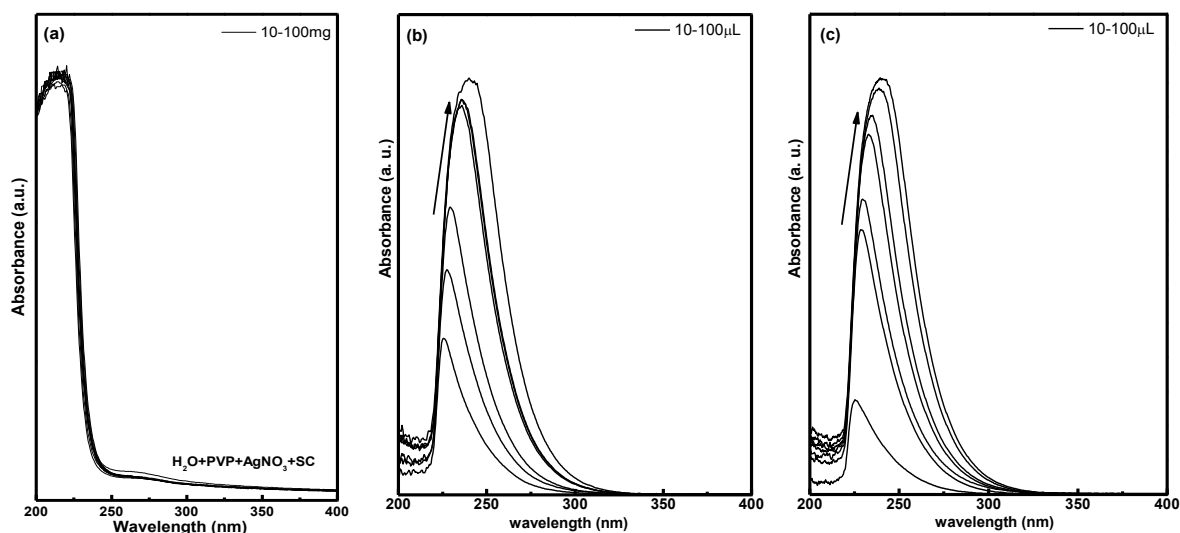 (a)
10-100mg
Absorbance (a.u.)
H₂O+PVP+AgNO₃+SC
200 250 300 350 400
Wavelength (nm)
(b)
10-100μL
Absorbance (a. u.)
200 250 300 350 400
wavelength (nm)
(c)
10-100μL
Absorbance (a. u.)
200 250 300 350 400
wavelength (nm)